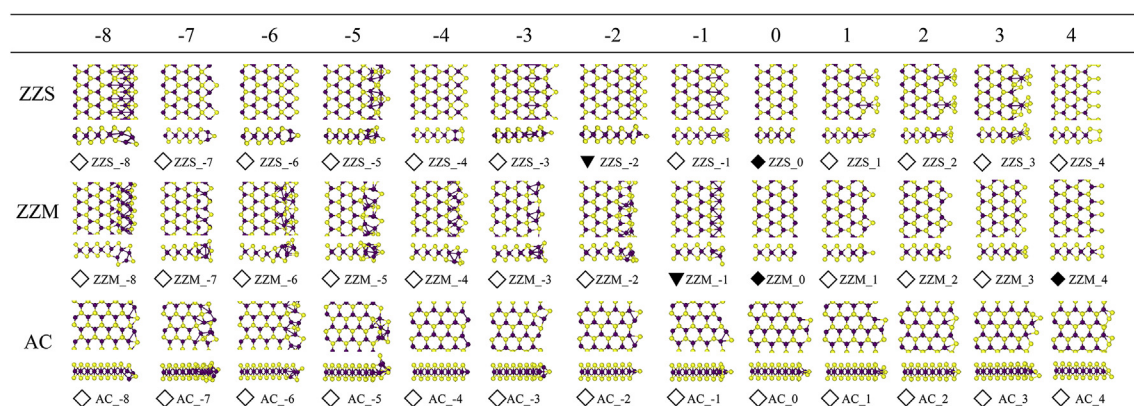 -8 -7 -6 -5 -4 -3 -2 -1 0 1 2 3 4
ZZS
ZZS_-8 ZZS_-7 ZZS_-6 ZZS_-5 ZZS_-4 ZZS_-3 ZZS_-2 ZZS_-1 ZZS_0 ZZS_1 ZZS_2 ZZS_3 ZZS_4
ZZM
ZZM_-8 ZZM_-7 ZZM_-6 ZZM_-5 ZZM_-4 ZZM_-3 ZZM_-2 ZZM_-1 ZZM_0 ZZM_1 ZZM_2 ZZM_3 ZZM_4
AC
AC_-8 AC_-7 AC_-6 AC_-5 AC_-4 AC_-3 AC_-2 AC_-1 AC_0 AC_1 AC_2 AC_3 AC_4